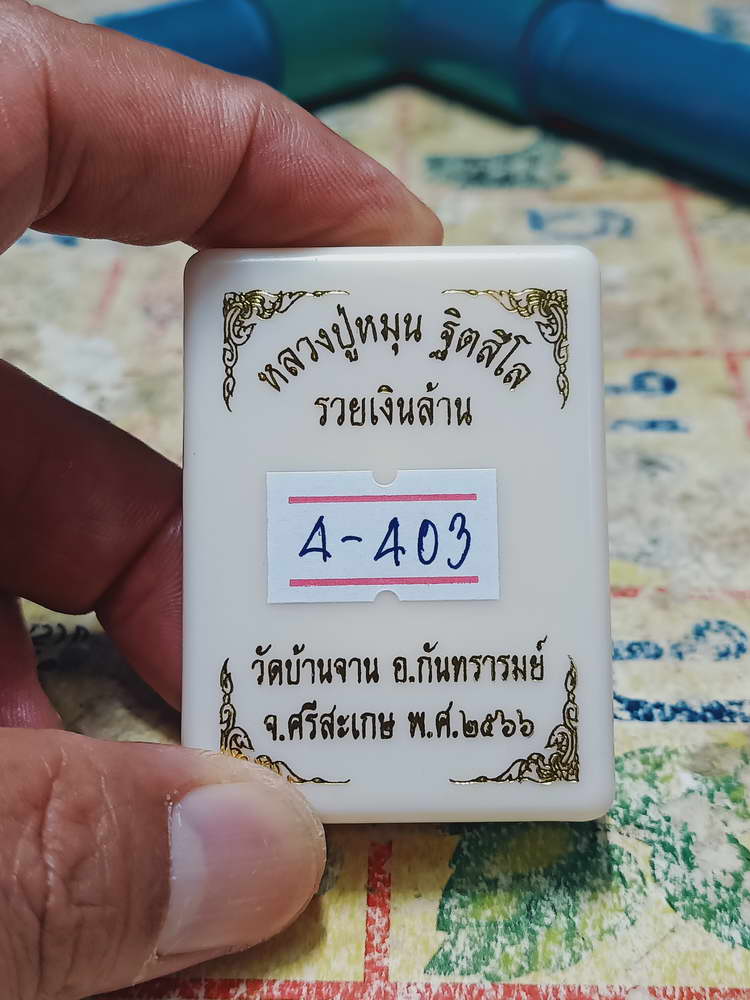 หลวงปู่หมุน ฐิตสีโล
รวยเงินล้าน
4-403
วัดบ้านจาน อ.กันทรารมย์
จ.ศรีสะเกษ พ.ศ.๒๕๖๖